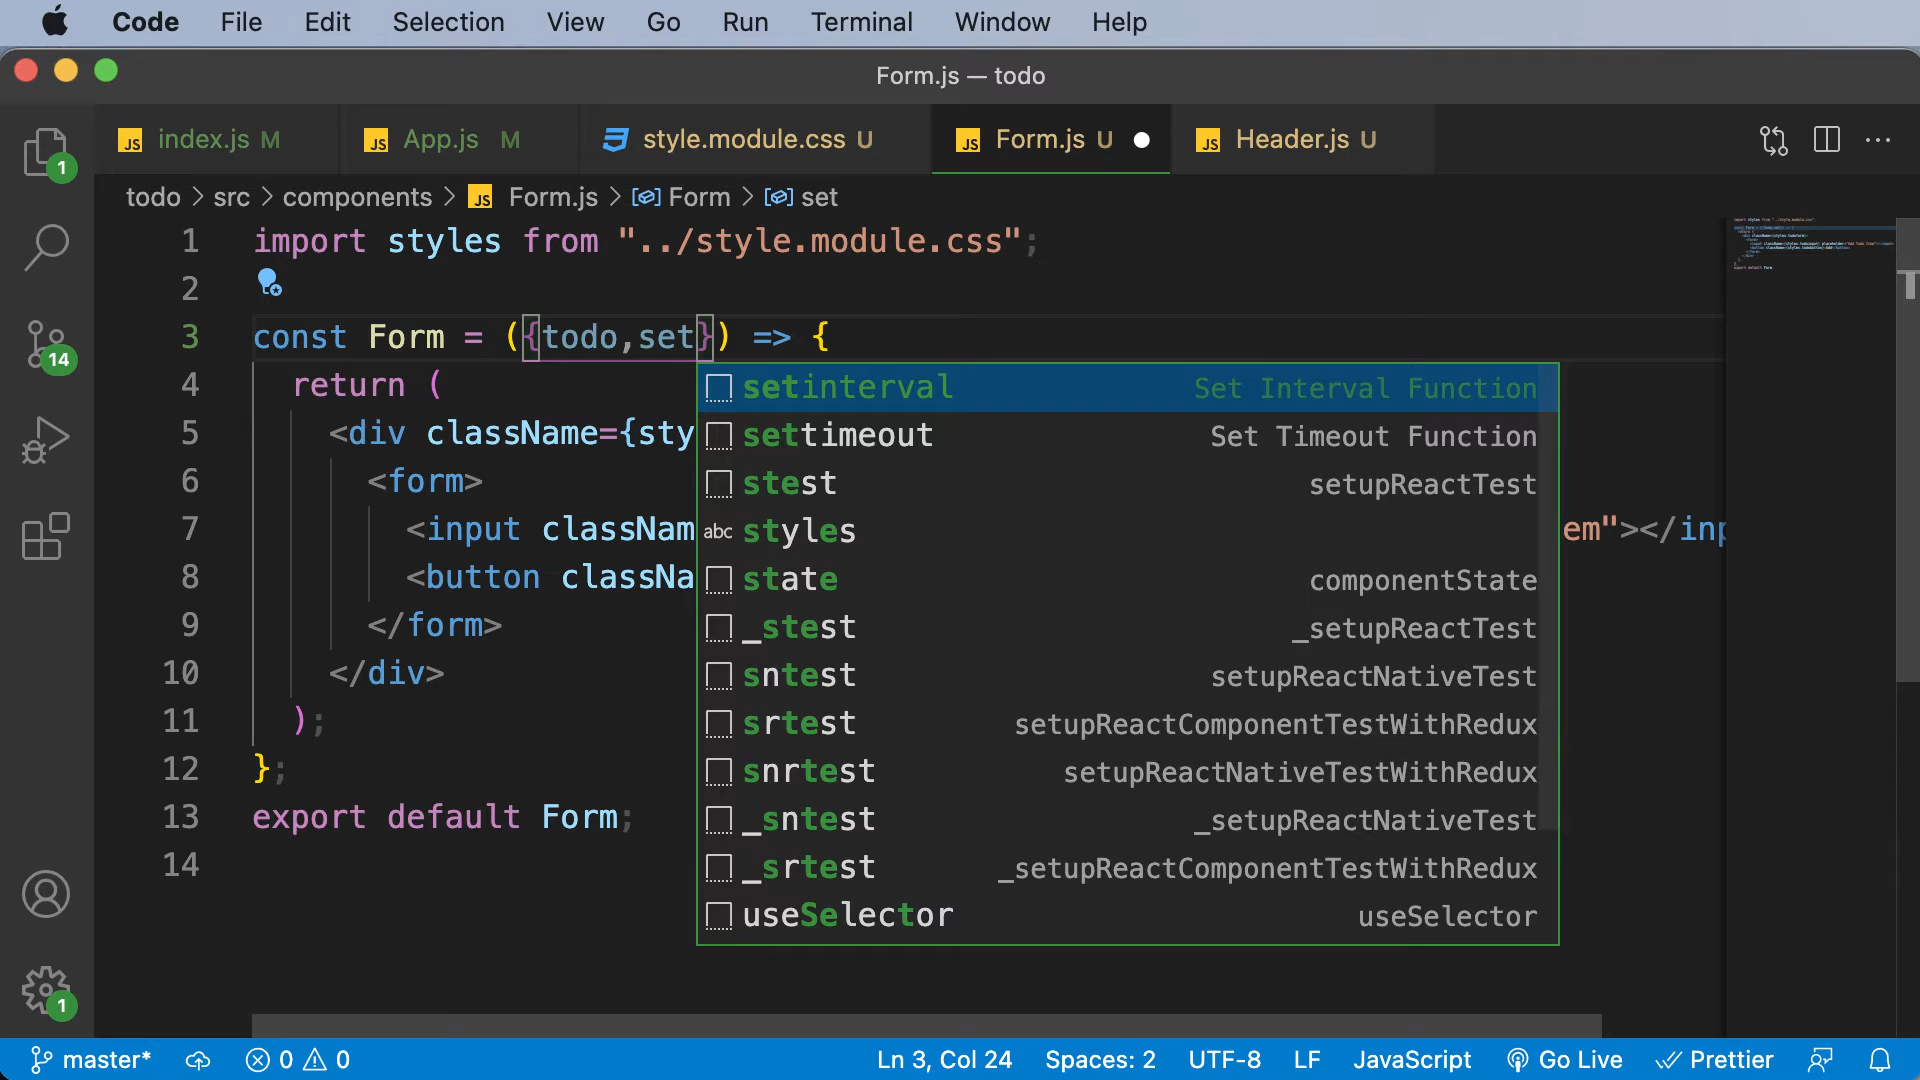 Code File Edit Selection View Go Run Terminal Window Help
Form.js — todo
JS index.js M JS App.js M style.module.css U JS Form.js U JS Header.js U
todo > src > components > JS Form.js > Form > set
1 import styles from "../style.module.css";
2
3 const Form = ({todo,set}) => {
4 return (
5 <div className={sty
6 <form>
7 <input classNam em"></inp
8 <button classNa
9 </form>
10 </div>
11 );
12 };
13 export default Form;
14
setinterval Set Interval Function
settimeout Set Timeout Function
stest setupReactTest
abc styles
state componentState
_stest _setupReactTest
sntest setupReactNativeTest
srtest setupReactComponentTestWithRedux
snrtest setupReactNativeTestWithRedux
_sntest _setupReactNativeTest
_srtest _setupReactComponentTestWithRedux
useSelector useSelector
1
14
1
master* 0 0 Ln 3, Col 24 Spaces: 2 UTF-8 LF JavaScript Go Live Prettier